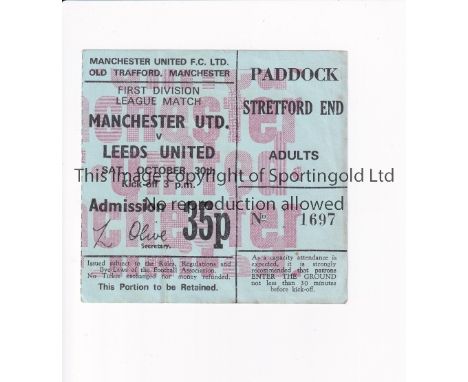 MANCHESTER UNITED F.C. LTD.
OLD TRAFFORD, MANCHESTER
FIRST DIVISION
LEAGUE MATCH
MANCHESTER UTD.
v
LEEDS UNITED
SAT. OCTOBER 30th
Kick-off 3 p.m.
Admission 35p
L Olive
Secretary.
Issued subject to the Rules, Regulations and
Bye Laws of the Football Association.
No Ticket exchanged nor money refunded.
This Portion to be Retained.
PADDOCK
STRETFORD END
ADULTS
No 1697
As a capacity attendance is
expected, it is strongly
recommended that patrons
ENTER THE GROUND
not less than 30 minutes
before kick-off.
This image copyright of Sportingold Ltd
No reproduction allowed